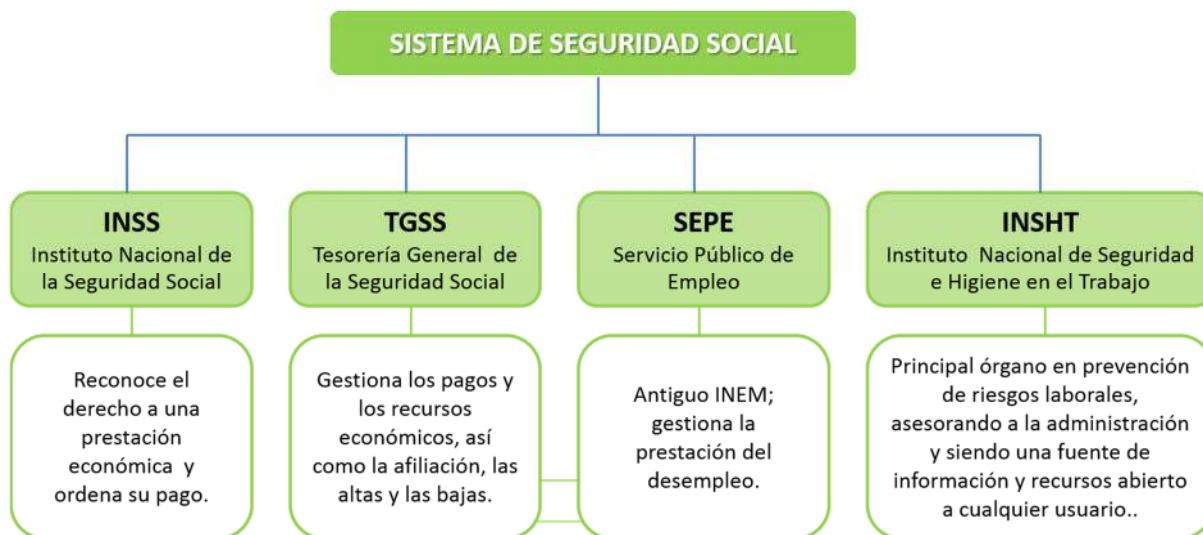 SISTEMA DE SEGURIDAD SOCIAL
INSS
Instituto Nacional de
la Seguridad Social
TGSS
Tesorería General de
la Seguridad Social
SEPE
Servicio Público de
Empleo
INSHT
Instituto Nacional de Seguridad
e Higiene en el Trabajo
Reconoce el
derecho a una
prestación
económica y
ordena su pago.
Gestiona los pagos y
los recursos
económicos, así
como la afiliación, las
altas y las bajas.
Antiguo INEM;
gestiona la
prestación del
desempleo.
Principal órgano en prevención
de riesgos laborales,
asesorando a la administración
y siendo una fuente de
información y recursos abierto
a cualquier usuario..